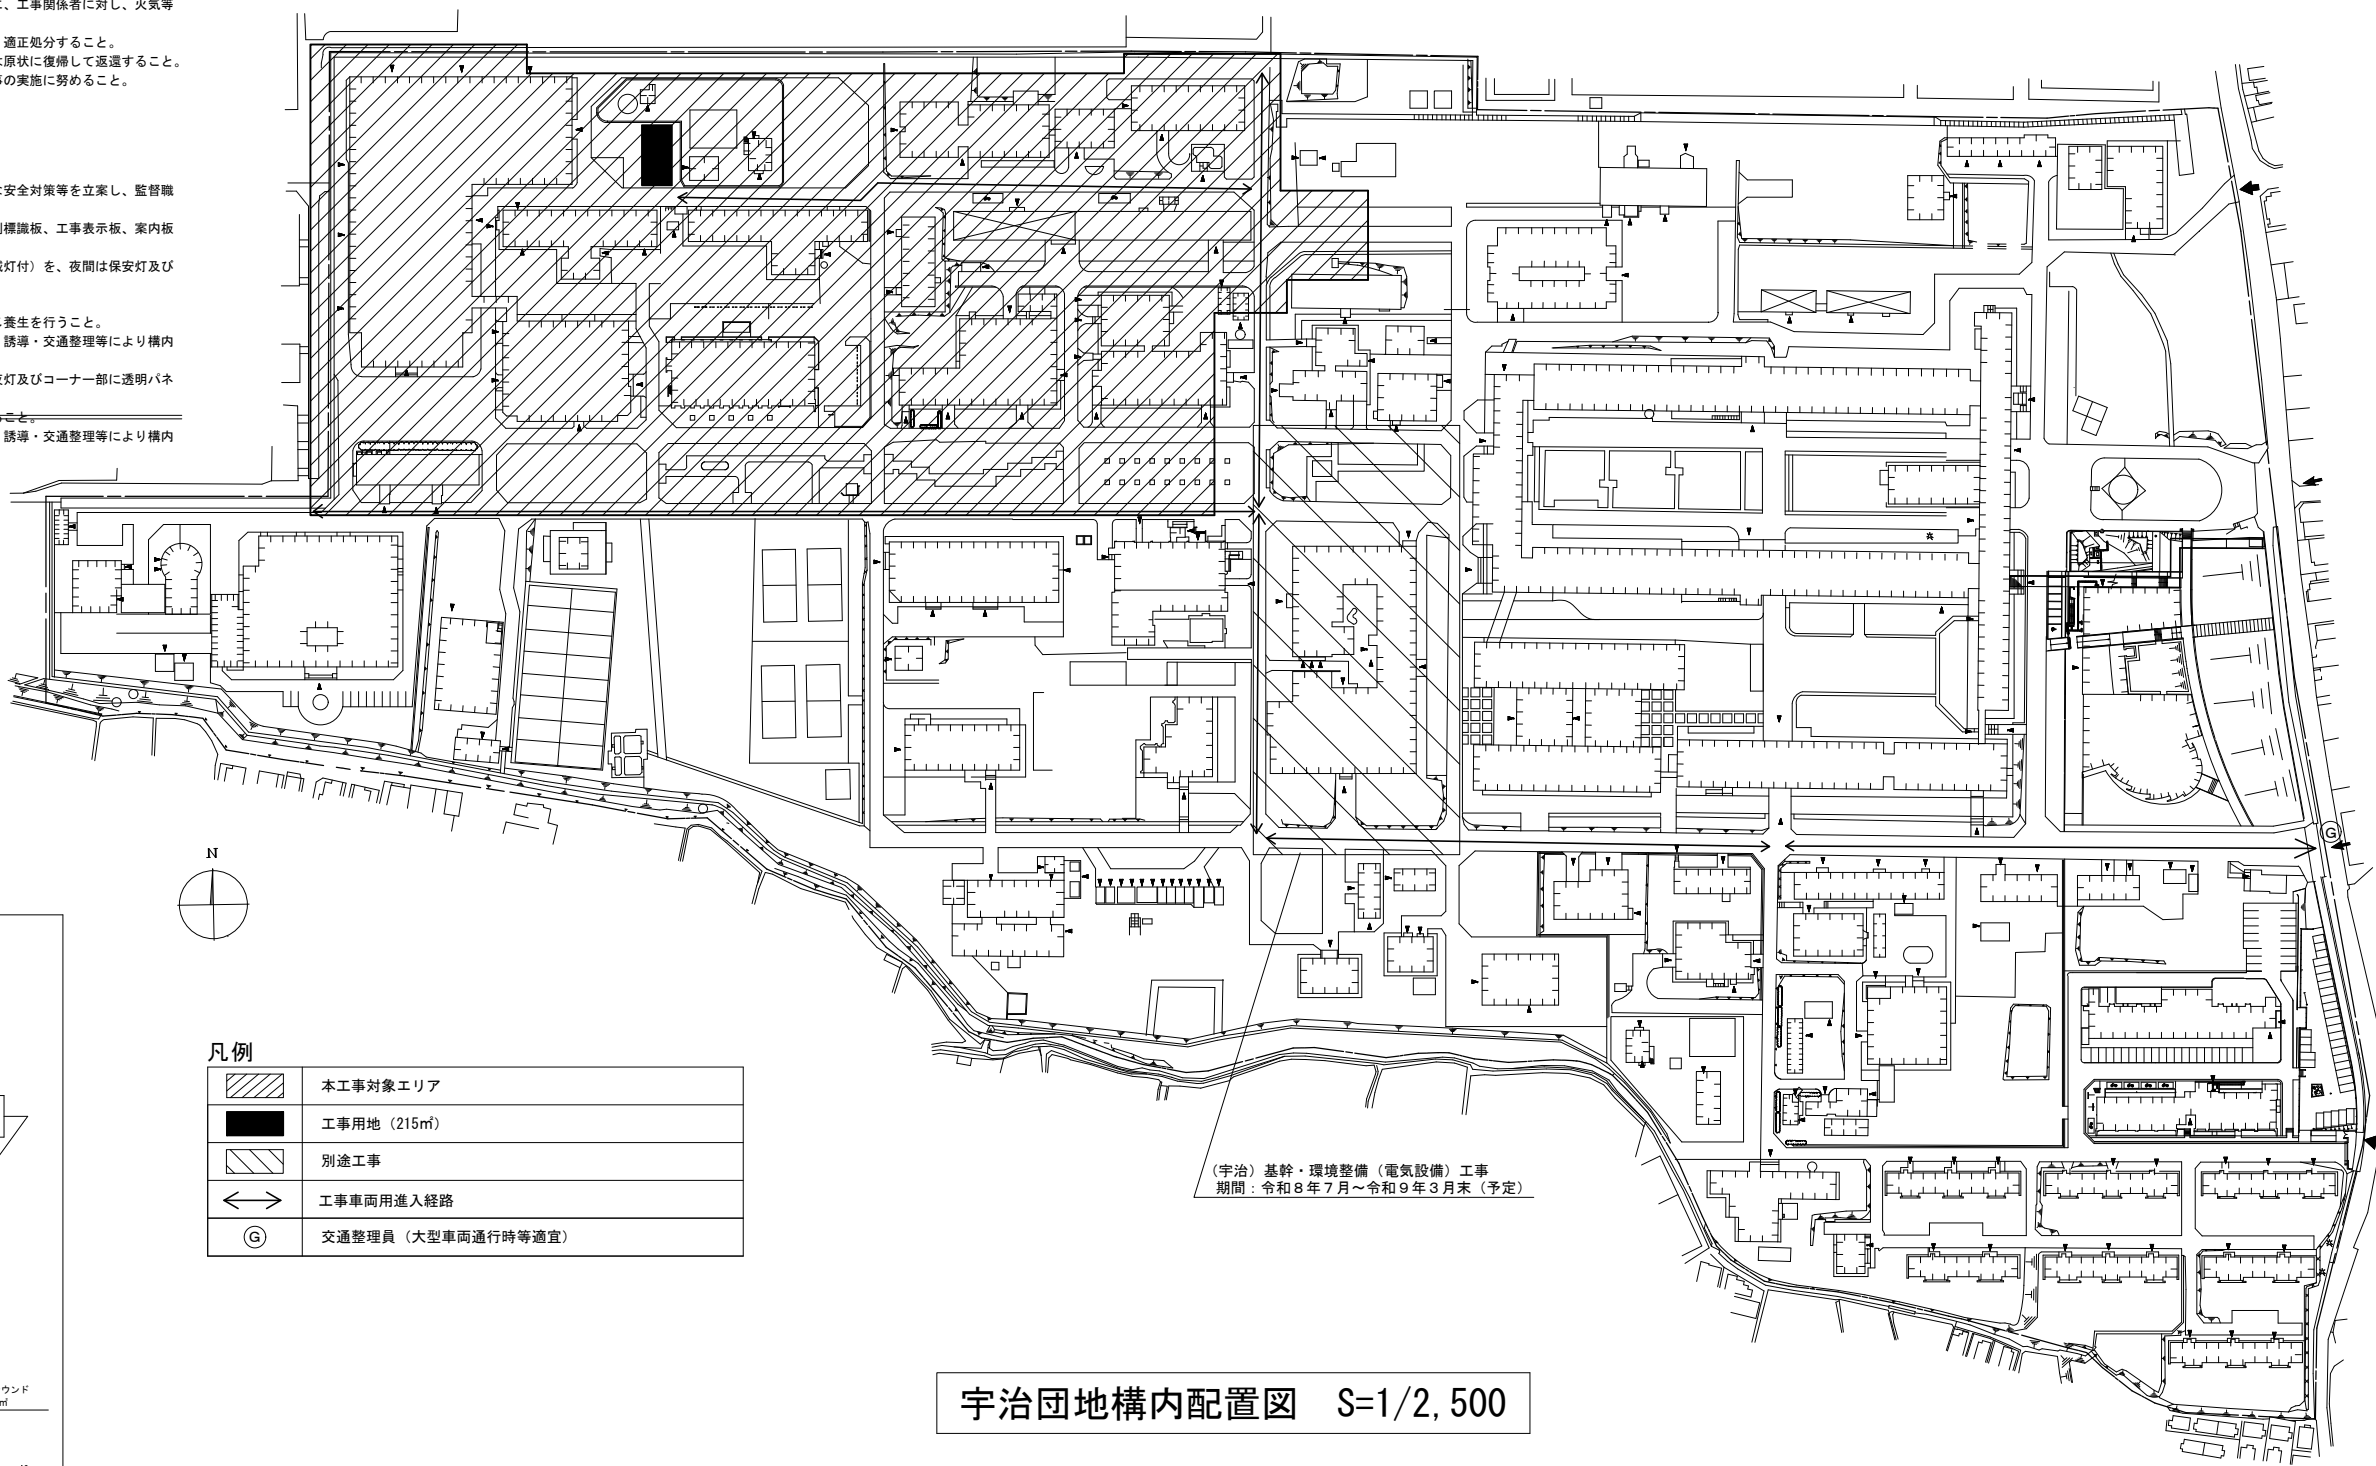 、工事関係者に対し、火気等
適正処分すること。
原状に復帰して返還すること。
の実施に努めること。
安全対策等を立案し、監督職
標識板、工事表示板、案内板
灯付）を、夜間は保安灯及び
養生を行うこと。
誘導・交通整理等により構内
灯及びコーナー部に透明パネ
こと。
誘導・交通整理等により構内
G
N
凡例
本工事対象エリア
工事用地（215㎡）
別途工事
工事車両用進入経路
G 交通整理員（大型車両通行時等適宜）
（宇治）基幹・環境整備（電気設備）工事
期間：令和８年７月～令和９年３月末（予定）
ウンド
㎡
宇治団地構内配置図 S=1/2,500